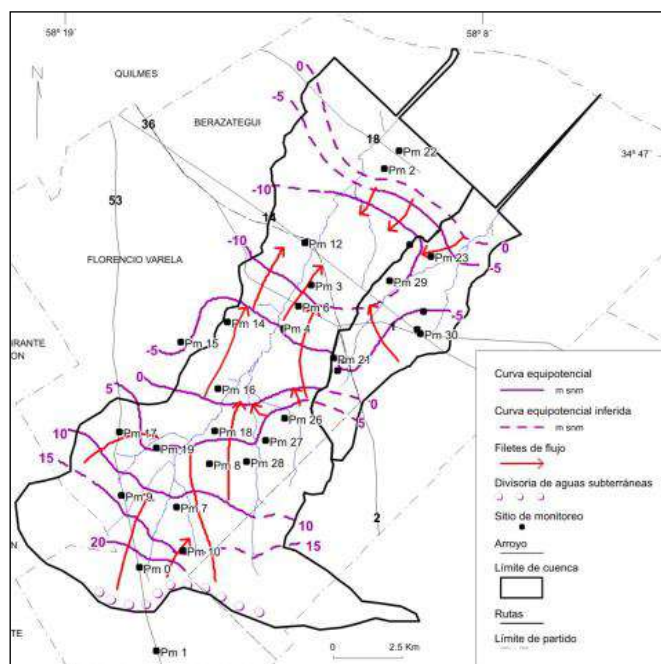 58º 19
58º 8
N
QUILMES
0
-5
36
BERAZATEGUI
18
Pm 22
Pm 2
34º 47
-10
53
14
Pm 12
0
-5
Pm 23
-10
FLORENCIO VARELA
Pm 29
Pm 3
Pm 6
Pm 14
Pm 4
-5
Pm 30
IRANTE
ON
Pm 15
-5
Pm 21
0
Pm 16
5
0
5
10
Pm 17
Pm 18
Pm 26
Pm 27
15
Pm 19
Pm 8
Pm 28
Pm 9
Pm 7
10
2
20
Pm 10
15
Pm 0
TE
Pm 1
0 2.5 Km
Curva equipotencial
m snm
Curva equipotencial inferida
m snm
Filetes de flujo
Divisoria de aguas subterráneas
Sitio de monitoreo
Arroyo
Límite de cuenca
Rutas
Límite de partido